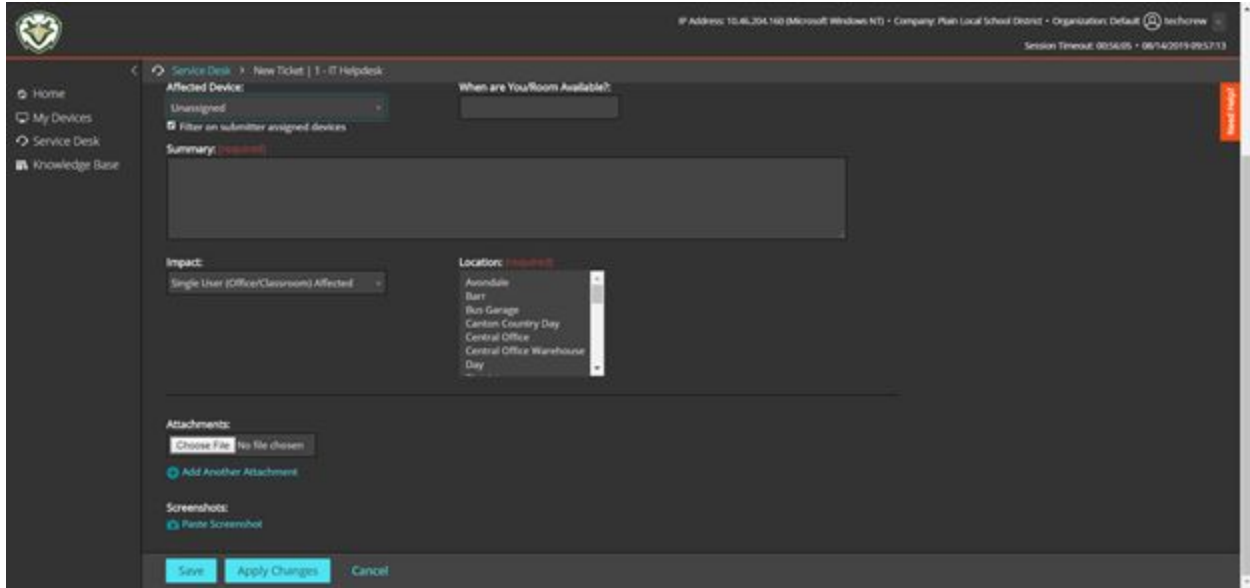 IP Address: 10.46.204.160 (Microsoft Windows NT) • Company: Plain Local School District • Organization: Default techcrew
Session Timeout: 00:56:05 • 08/14/2019 09:57:13
Service Desk > New Ticket | 1 - IT Helpdesk
Home
My Devices
Service Desk
Knowledge Base
Need Help?
Affected Device:
Unassigned
Filter on submitter assigned devices
When are You/Room Available?:
Summary: (required)
Impact:
Single User (Office/Classroom) Affected
Location: (required)
Avondale
Barr
Bus Garage
Canton Country Day
Central Office
Central Office Warehouse
Day
Attachments:
Choose File No file chosen
Add Another Attachment
Screenshots:
Paste Screenshot
Save Apply Changes Cancel